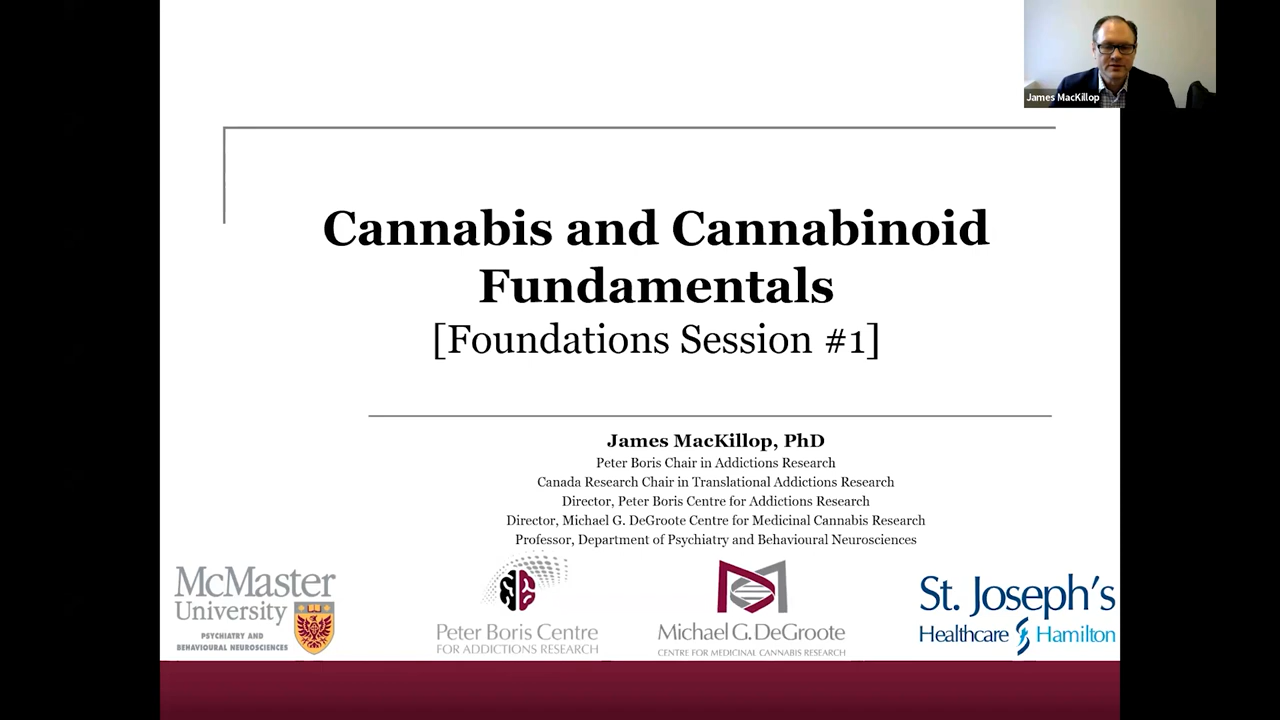 James MacKillop
Cannabis and Cannabinoid
Fundamentals
[Foundations Session #1]
James MacKillop, PhD
Peter Boris Chair in Addictions Research
Canada Research Chair in Translational Addictions Research
Director, Peter Boris Centre for Addictions Research
Director, Michael G. DeGroote Centre for Medicinal Cannabis Research
Professor, Department of Psychiatry and Behavioural Neurosciences
McMaster
University
PSYCHIATRY AND
BEHAVIOURAL NEUROSCIENCES
Peter Boris Centre
FOR ADDICTIONS RESEARCH
Michael G. DeGroote
CENTRE FOR MEDICINAL CANNABIS RESEARCH
St. Joseph's
Healthcare Hamilton